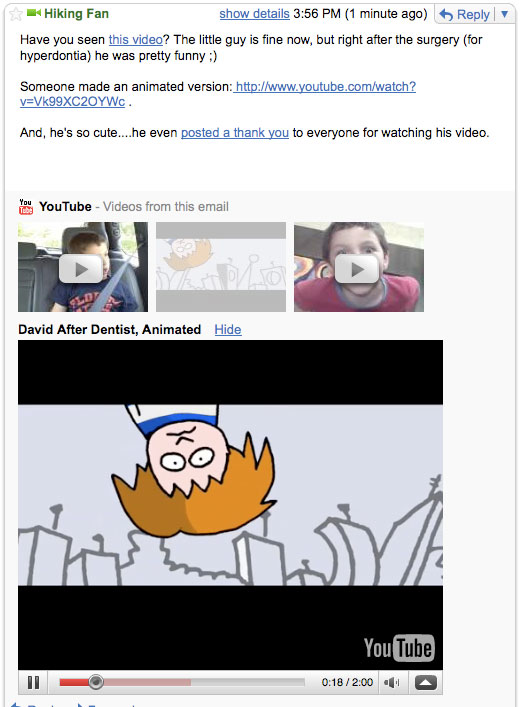 Hiking Fan show details 3:56 PM (1 minute ago) Reply
Have you seen this video? The little guy is fine now, but right after the surgery (for
hyperdontia) he was pretty funny ;)
Someone made an animated version: http://www.youtube.com/watch?
v=Vk99XC2OYWc .
And, he's so cute....he even posted a thank you to everyone for watching his video.
You Tube YouTube - Videos from this email
David After Dentist, Animated Hide
YouTube
0:18 / 2:00